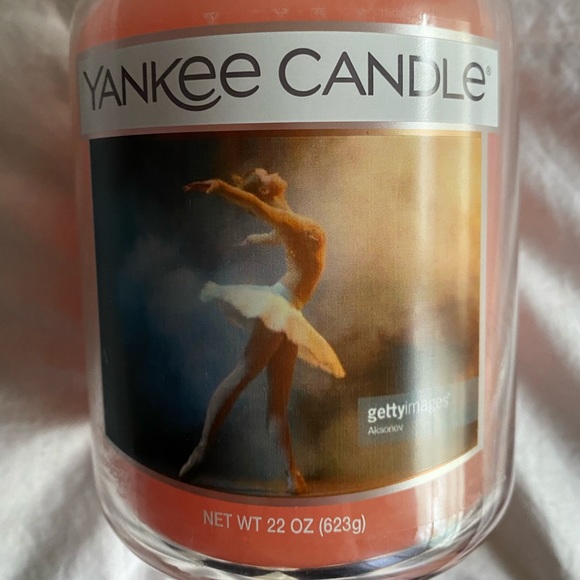 YANKEE CANDLE®
gettyimages®
Aksonov
NET WT 22 OZ (623g)